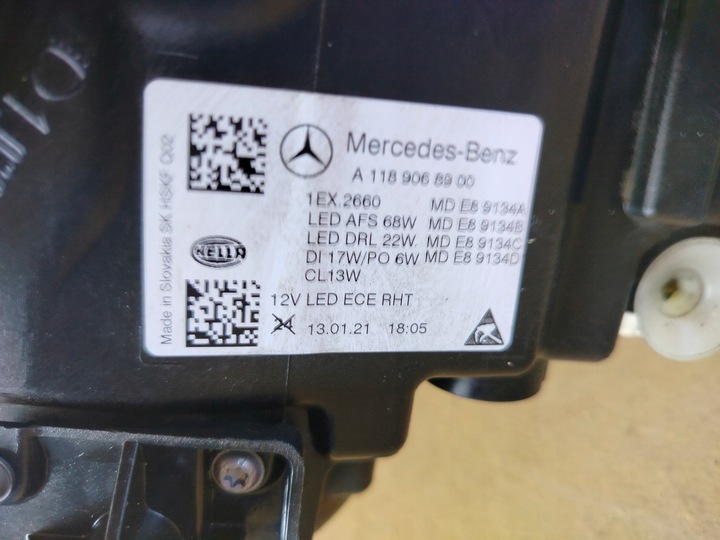 Mercedes-Benz
A 118 906 89 00
1EX.2660 MD E8 9134A
LED AFS 68W MD E8 9134B
LED DRL 22W. MD E8 9134C
DI 17W/PO 6W MD E8 9134D
CL13W
12V LED ECE RHT
24 13.01.21 18:05
HELLA
Made in Slovakia SK HSKF Q02